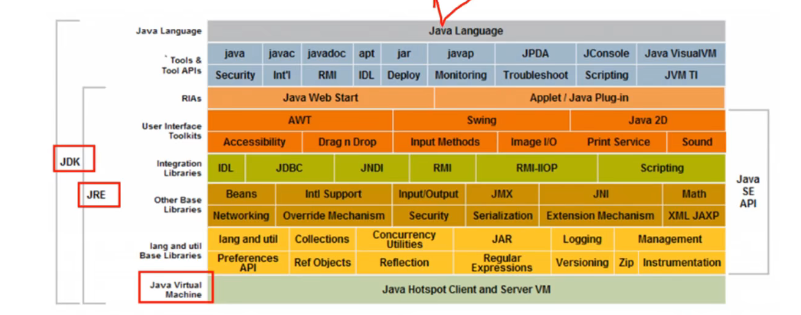 Java Language Java Language
Tools & Tool APIs
java javac javadoc apt jar javap JPDA JConsole Java VisualVM
Security Int'l RMI IDL Deploy Monitoring Troubleshoot Scripting JVM TI
RIAs Java Web Start Applet / Java Plug-in
User Interface Toolkits
AWT Swing Java 2D
Accessibility Drag n Drop Input Methods Image I/O Print Service Sound
Integration Libraries
IDL JDBC JNDI RMI RMI-IIOP Scripting
JDK
JRE
Java SE API
Other Base Libraries
Beans Intl Support Input/Output JMX JNI Math
Networking Override Mechanism Security Serialization Extension Mechanism XML JAXP
lang and util Base Libraries
lang and util Collections Concurrency Utilities JAR Logging Management
Preferences API Ref Objects Reflection Regular Expressions Versioning Zip Instrumentation
Java Virtual Machine
Java Hotspot Client and Server VM